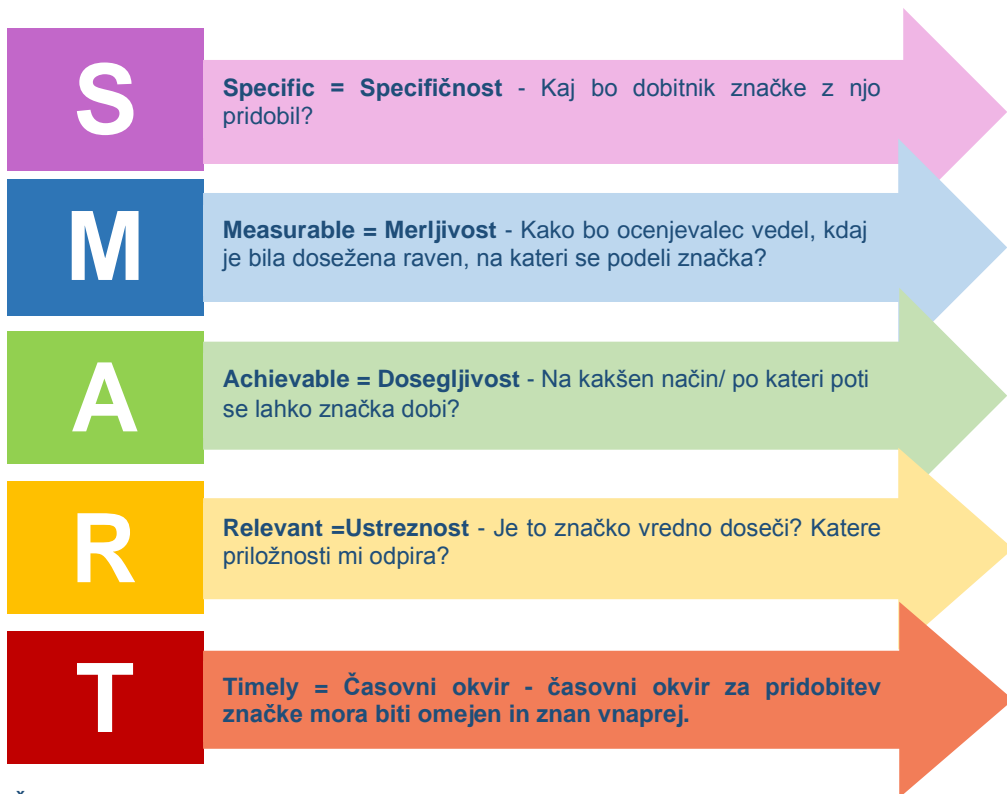 S
Specific = Specifičnost - Kaj bo dobitnik značke z njo
pridobil?
M
Measurable = Merljivost - Kako bo ocenjevalec vedel, kdaj
je bila dosežena raven, na kateri se podeli značka?
A
Achievable = Dosegljivost - Na kakšen način/ po kateri poti
se lahko značka dobi?
R
Relevant =Ustreznost - Je to značko vredno doseči? Katere
priložnosti mi odpira?
T
Timely = Časovni okvir - časovni okvir za pridobitev
značke mora biti omejen in znan vnaprej.